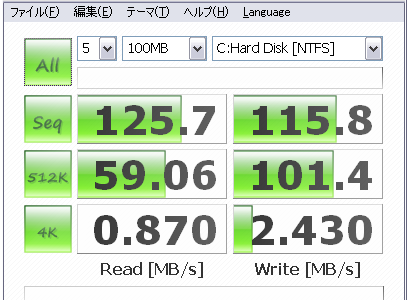 ファイル(F) 編集(E) テーマ(T) ヘルプ(H) Language
All 5 100MB C:Hard Disk [NTFS]
Seq 125.7 115.8
512K 59.06 101.4
4K 0.870 2.430
Read [MB/s] Write [MB/s]